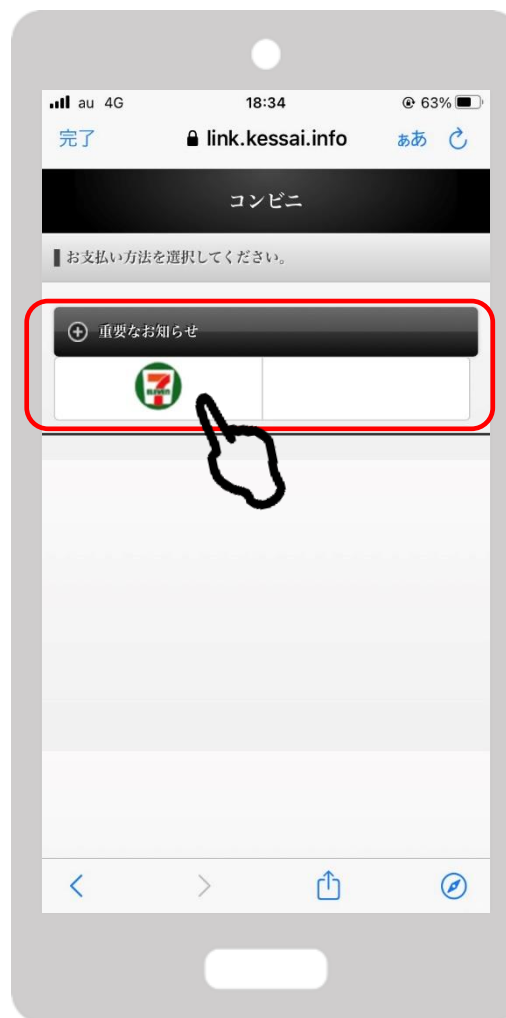 au 4G 18:34 63%
完了 link.kessai.info ぁあ
コンビニ
お支払い方法を選択してください。
重要なお知らせ
7
ELEVEN